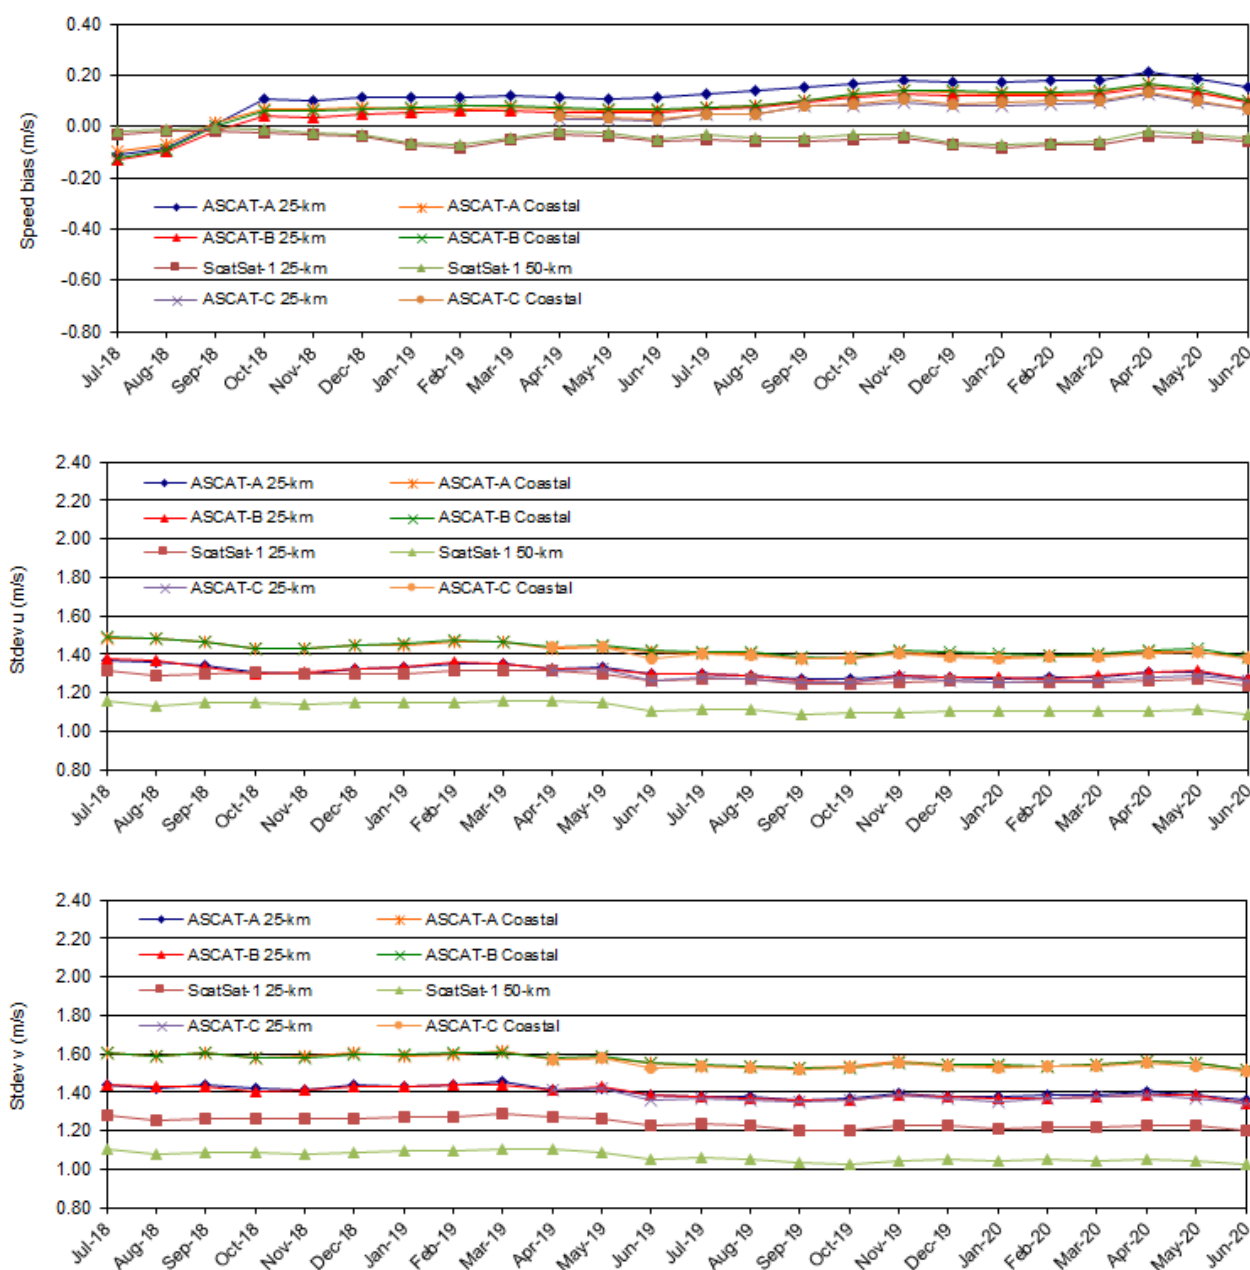 0.40
0.20
0.00
-0.20
-0.40
-0.60
-0.80
Speed bias (m/s)
ASCAT-A 25-km ASCAT-A Coastal
ASCAT-B 25-km ASCAT-B Coastal
ScatSat-1 25-km ScatSat-1 50-km
ASCAT-C 25-km ASCAT-C Coastal
Jul-18 Aug-18 Sep-18 Oct-18 Nov-18 Dec-18 Jan-19 Feb-19 Mar-19 Apr-19 May-19 Jun-19 Jul-19 Aug-19 Sep-19 Oct-19 Nov-19 Dec-19 Jan-20 Feb-20 Mar-20 Apr-20 May-20 Jun-20
2.40
2.20
2.00
1.80
1.60
1.40
1.20
1.00
0.80
Stdev u (m/s)
ASCAT-A 25-km ASCAT-A Coastal
ASCAT-B 25-km ASCAT-B Coastal
ScatSat-1 25-km ScatSat-1 50-km
ASCAT-C 25-km ASCAT-C Coastal
Jul-18 Aug-18 Sep-18 Oct-18 Nov-18 Dec-18 Jan-19 Feb-19 Mar-19 Apr-19 May-19 Jun-19 Jul-19 Aug-19 Sep-19 Oct-19 Nov-19 Dec-19 Jan-20 Feb-20 Mar-20 Apr-20 May-20 Jun-20
2.40
2.20
2.00
1.80
1.60
1.40
1.20
1.00
0.80
Stdev v (m/s)
ASCAT-A 25-km ASCAT-A Coastal
ASCAT-B 25-km ASCAT-B Coastal
ScatSat-1 25-km ScatSat-1 50-km
ASCAT-C 25-km ASCAT-C Coastal
Jul-18 Aug-18 Sep-18 Oct-18 Nov-18 Dec-18 Jan-19 Feb-19 Mar-19 Apr-19 May-19 Jun-19 Jul-19 Aug-19 Sep-19 Oct-19 Nov-19 Dec-19 Jan-20 Feb-20 Mar-20 Apr-20 May-20 Jun-20